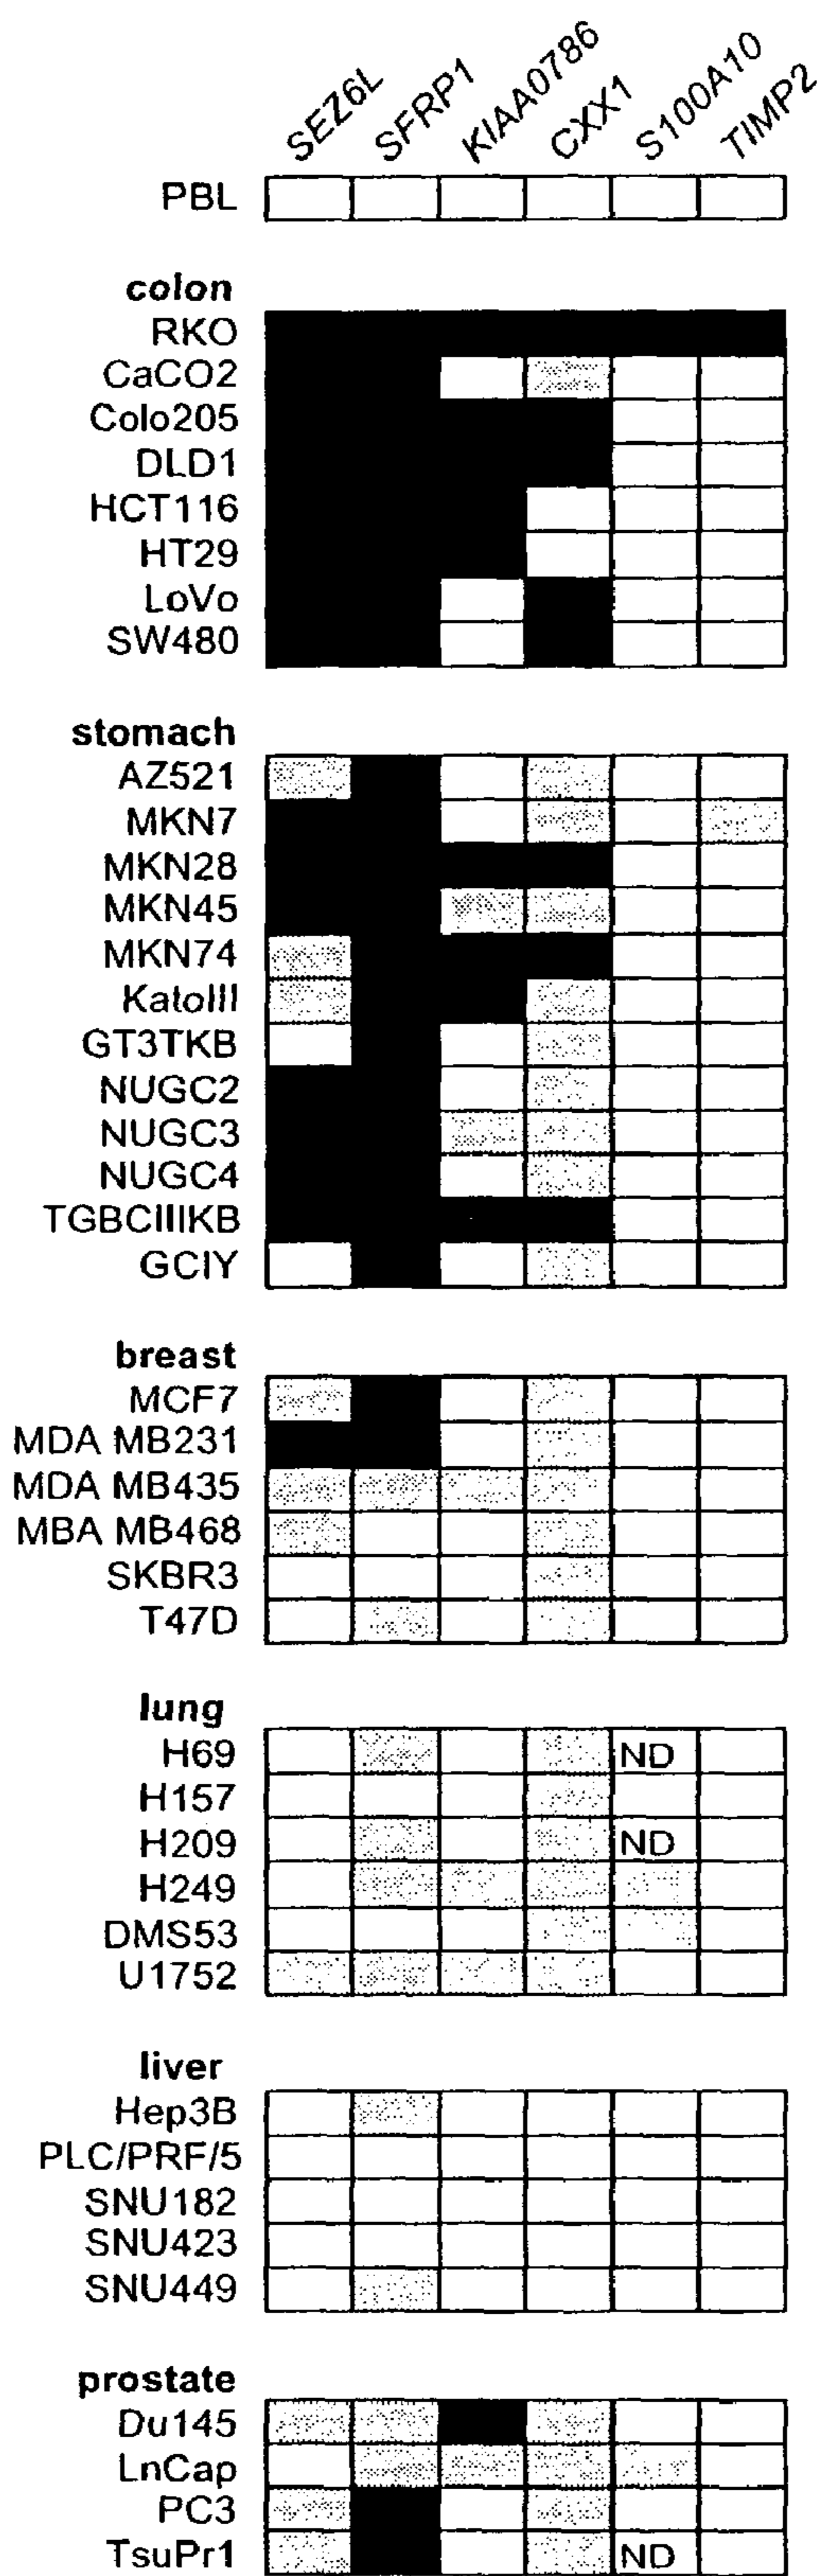 SEZ6L SFRP1 KIAA0786 CXX1 S100A10 TIMP2
PBL
colon
RKO
CaCO2
Colo205
DLD1
HCT116
HT29
LoVo
SW480
stomach
AZ521
MKN7
MKN28
MKN45
MKN74
KatoIII
GT3TKB
NUGC2
NUGC3
NUGC4
TGBCIIIKB
GCIY
breast
MCF7
MDA MB231
MDA MB435
MBA MB468
SKBR3
T47D
lung
H69 ND
H157
H209 ND
H249
DMS53
U1752
liver
Hep3B
PLC/PRF/5
SNU182
SNU423
SNU449
prostate
Du145
LnCap
PC3
TsuPr1 ND